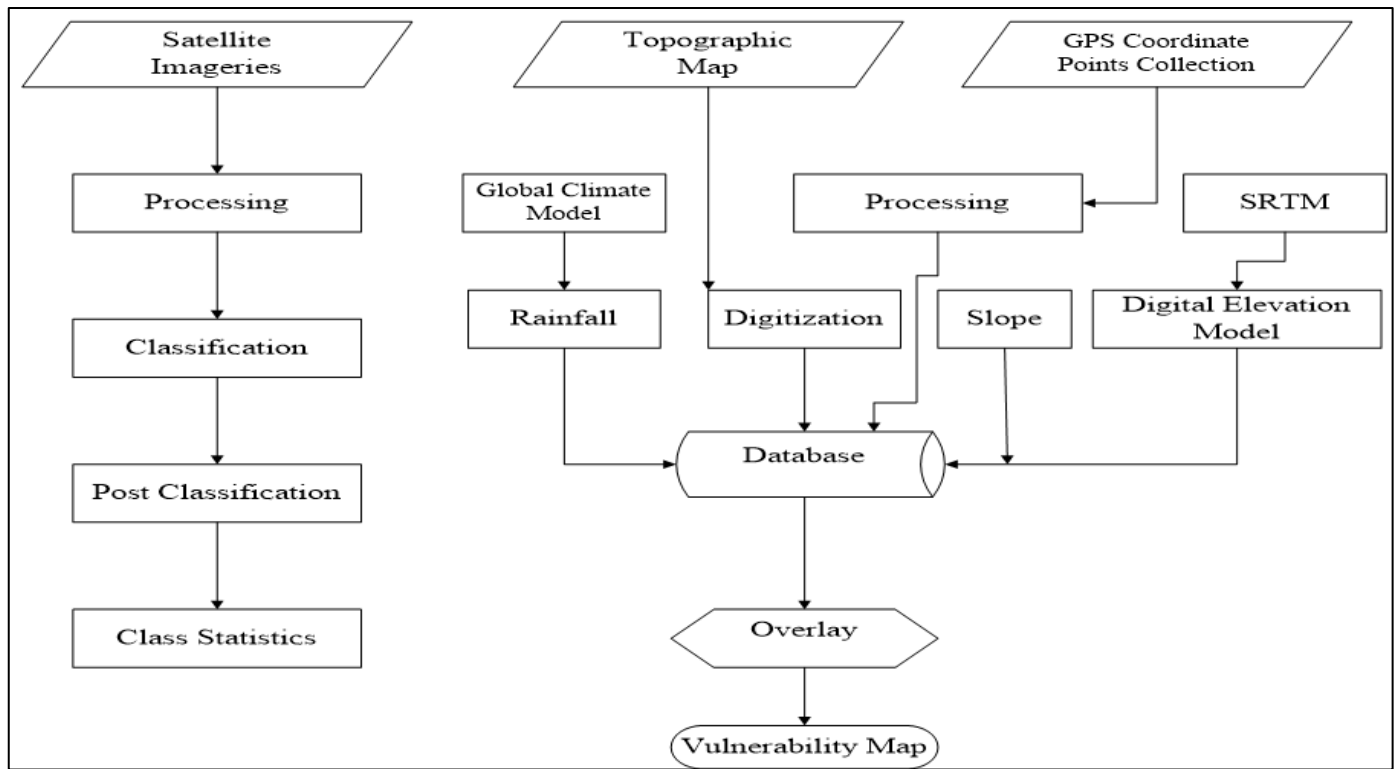 Satellite
Imageries
Topographic
Map
GPS Coordinate
Points Collection
Processing
Global Climate
Model
Processing
SRTM
Classification
Rainfall
Digitization
Slope
Digital Elevation
Model
Post Classification
Database
Class Statistics
Overlay
Vulnerability Map